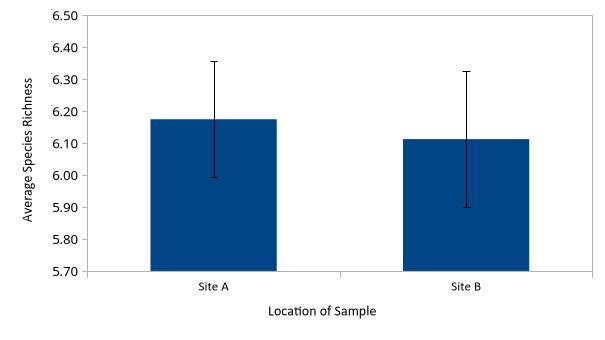 6.50
6.40
6.30
6.20
6.10
6.00
5.90
5.80
5.70
Average Species Richness
Site A
Site B
Location of Sample